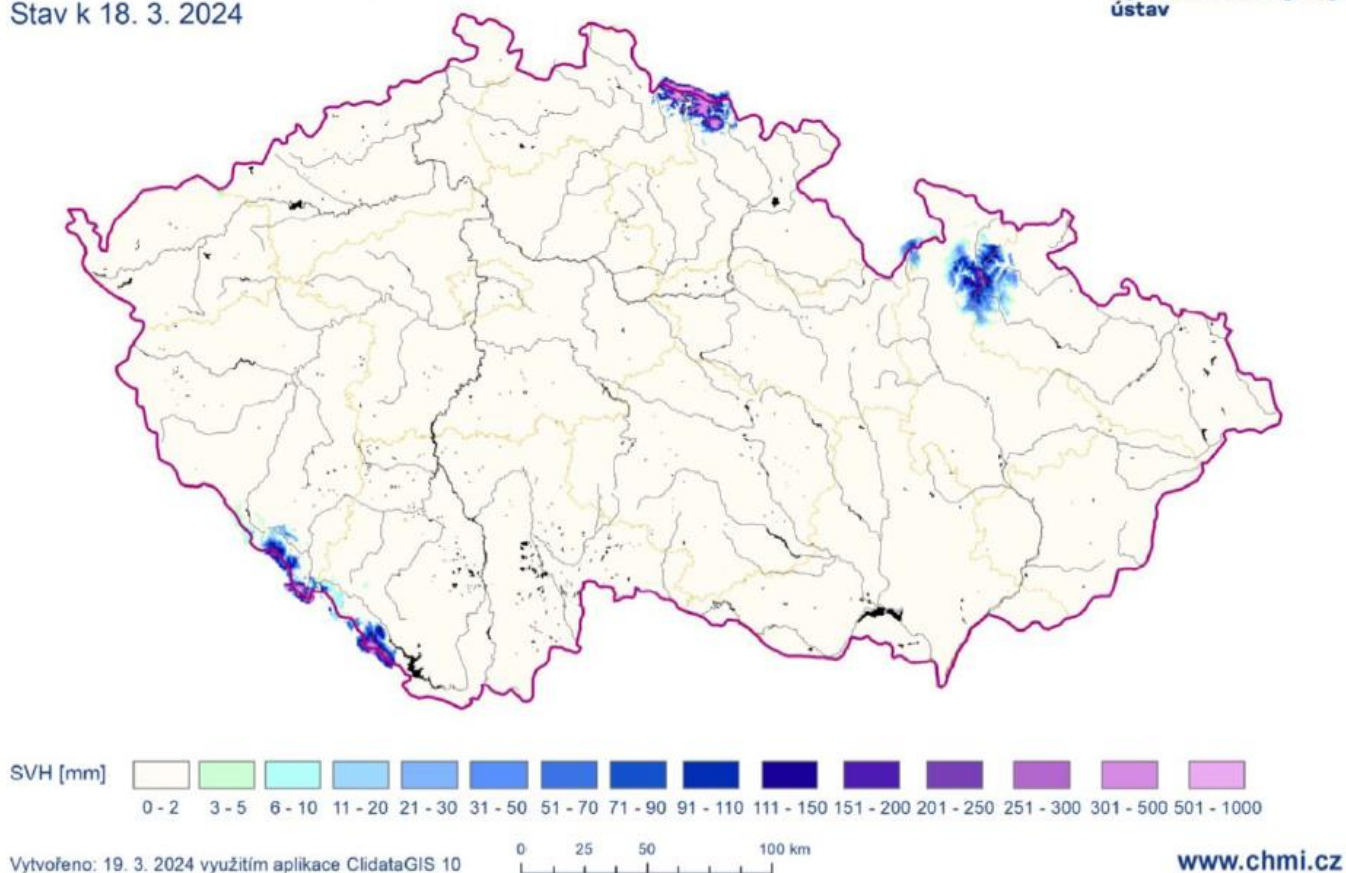 Stav k 18. 3. 2024
ústav
SVH [mm]
0 - 2 3 - 5 6 - 10 11 - 20 21 - 30 31 - 50 51 - 70 71 - 90 91 - 110 111 - 150 151 - 200 201 - 250 251 - 300 301 - 500 501 - 1000
Vytvořeno: 19. 3. 2024 využitím aplikace ClidataGIS 10
0 25 50 100 km
www.chmi.cz